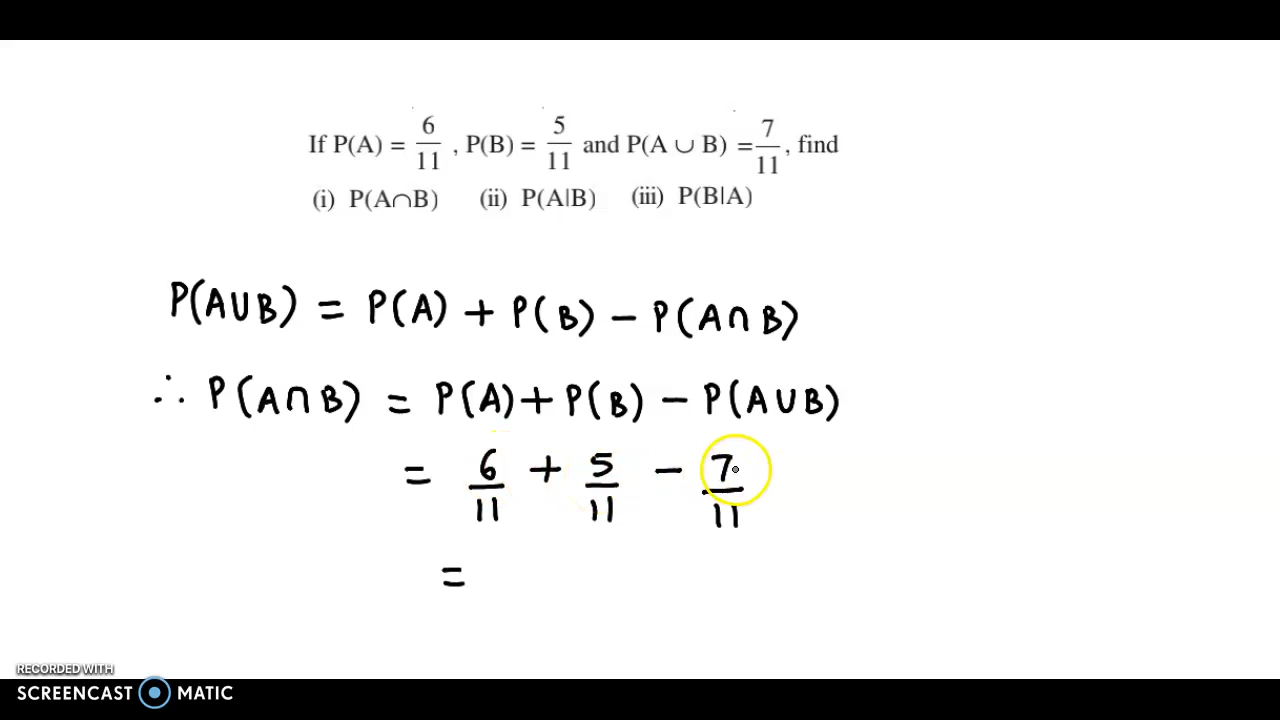 If P(A) = 6/11 , P(B) = 5/11 and P(A ∪ B) = 7/11 , find
(i) P(A∩B) (ii) P(A|B) (iii) P(B|A)
P(A∪B) = P(A) + P(B) − P(A∩B)
∴ P(A∩B) = P(A) + P(B) − P(A∪B)
= 6/11 + 5/11 − 7/11
=
RECORDED WITH
SCREENCAST MATIC